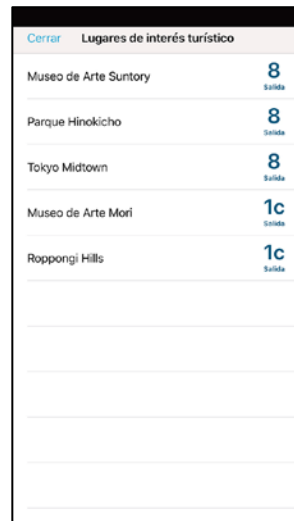 Cerrar Lugares de interés turístico
Museo de Arte Suntory 8
Salida
Parque Hinokicho 8
Salida
Tokyo Midtown 8
Salida
Museo de Arte Mori 1c
Salida
Roppongi Hills 1c
Salida